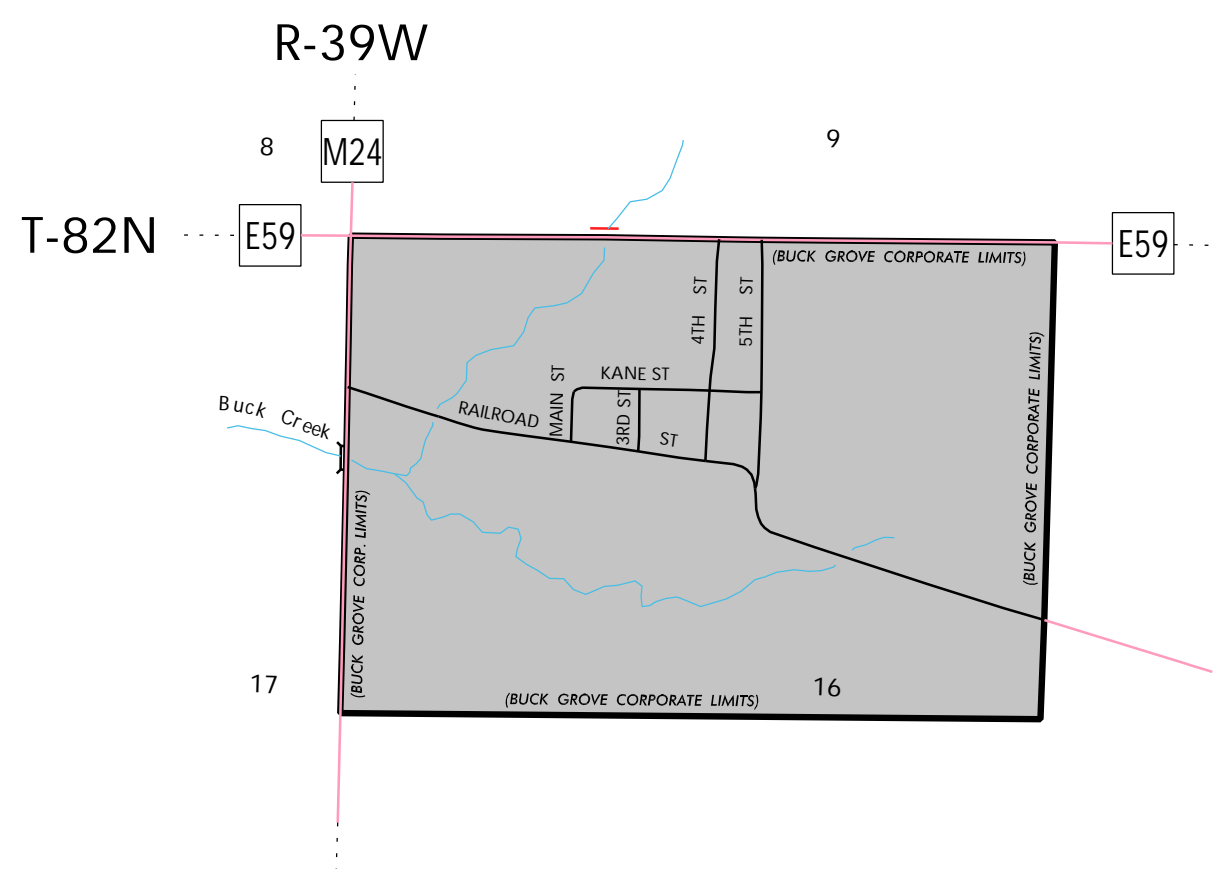 R-39W
8
M24
9
T-82N
E59
E59
(BUCK GROVE CORPORATE LIMITS)
4TH ST
5TH ST
KANE ST
MAIN ST
3RD ST
RAILROAD ST
Buck Creek
(BUCK GROVE CORPORATE LIMITS)
(BUCK GROVE CORP. LIMITS)
17
16
(BUCK GROVE CORPORATE LIMITS)